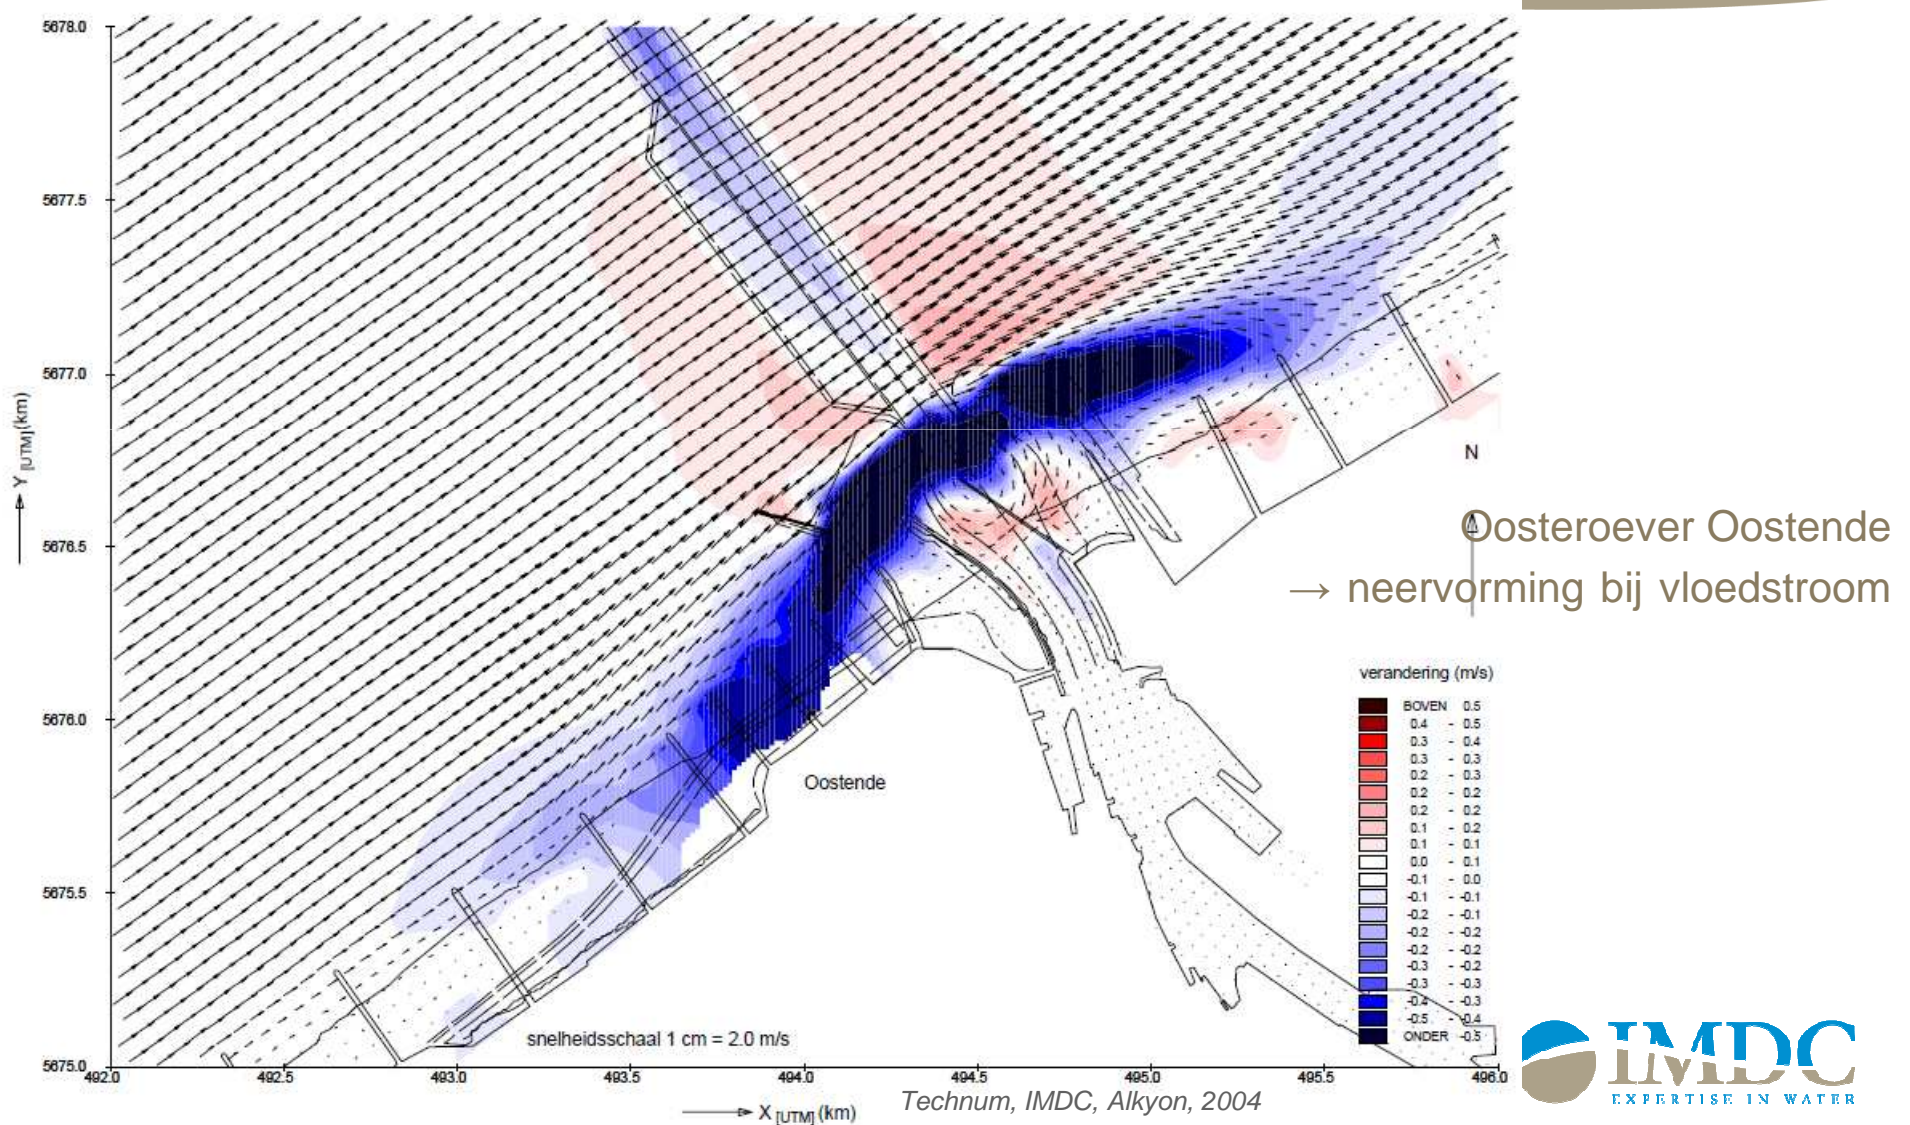 5678.0
5677.5
5677.0
5676.5
5676.0
5675.5
5675.0
Y [UTM] (km)
492.0 492.5 493.0 493.5 494.0 494.5 495.0 495.5 496.0
X [UTM] (km)
N
Oosteroever Oostende
→ neervorming bij vloedstroom
Oostende
snelheidsschaal 1 cm = 2.0 m/s
verandering (m/s)
BOVEN 0.5
0.4 - 0.5
0.3 - 0.4
0.3 - 0.3
0.2 - 0.3
0.2 - 0.2
0.2 - 0.2
0.1 - 0.2
0.1 - 0.1
0.0 - 0.1
-0.1 - 0.0
-0.1 - -0.1
-0.2 - -0.1
-0.2 - -0.2
-0.2 - -0.2
-0.3 - -0.2
-0.3 - -0.3
-0.4 - -0.3
-0.5 - -0.4
ONDER -0.5
Technum, IMDC, Alkyon, 2004
IMDC
EXPERTISE IN WATER